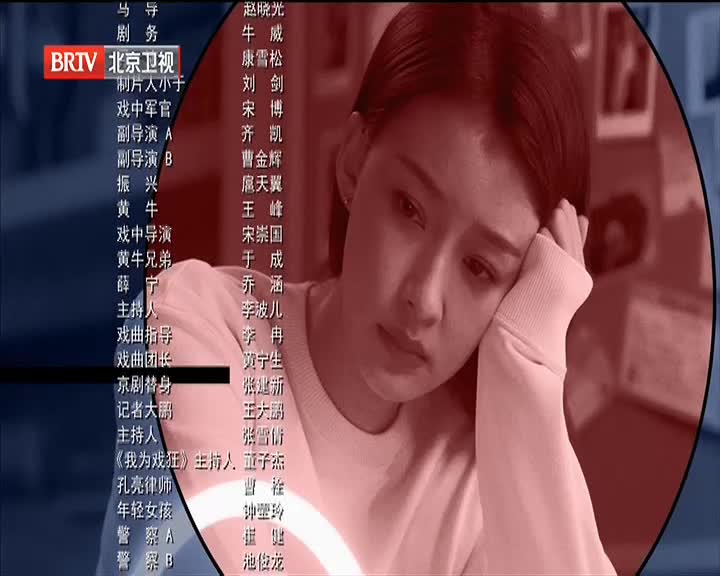 马 导 赵晓光
剧 务 牛 威
BRTV 北京卫视
康雪松
制片人小于 刘 剑
戏中军官 宋 博
副导演 A 齐 凯
副导演 B 曹金辉
振 兴 扈天翼
黄 牛 王 峰
戏中导演 宋崇国
黄牛兄弟 于 成
薛 宁 乔 涵
主持人 李波儿
戏曲指导 李 冉
戏曲团长 黄宁生
京剧替身 张建新
记者大鹏 王大鹏
主持人 张雪倩
《我为戏狂》主持人 董子杰
孔亮律师 曹 栓
年轻女孩 钟玲
警 察 A 崔 健
警 察 B 池俊龙